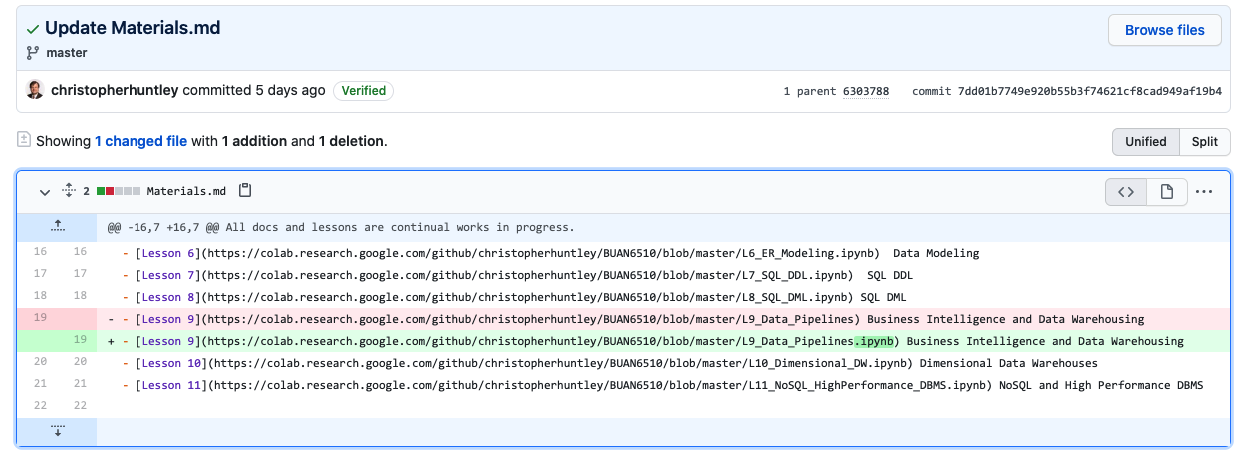 Update Materials.md
Browse files
master
christopherhuntley committed 5 days ago Verified
1 parent 6303788 commit 7dd01b7749e920b55b3f74621cf8cad949af19b4
Showing 1 changed file with 1 addition and 1 deletion.
Unified Split
2 Materials.md
@@ -16,7 +16,7 @@ All docs and lessons are continual works in progress.
16 16 - [Lesson 6](https://colab.research.google.com/github/christopherhuntley/BUAN6510/blob/master/L6_ER_Modeling.ipynb) Data Modeling
17 17 - [Lesson 7](https://colab.research.google.com/github/christopherhuntley/BUAN6510/blob/master/L7_SQL_DDL.ipynb) SQL DDL
18 18 - [Lesson 8](https://colab.research.google.com/github/christopherhuntley/BUAN6510/blob/master/L8_SQL_DML.ipynb) SQL DML
19 - - [Lesson 9](https://colab.research.google.com/github/christopherhuntley/BUAN6510/blob/master/L9_Data_Pipelines) Business Intelligence and Data Warehousing
19 + - [Lesson 9](https://colab.research.google.com/github/christopherhuntley/BUAN6510/blob/master/L9_Data_Pipelines.ipynb) Business Intelligence and Data Warehousing
20 20 - [Lesson 10](https://colab.research.google.com/github/christopherhuntley/BUAN6510/blob/master/L10_Dimensional_DW.ipynb) Dimensional Data Warehouses
21 21 - [Lesson 11](https://colab.research.google.com/github/christopherhuntley/BUAN6510/blob/master/L11_NoSQL_HighPerformance_DBMS.ipynb) NoSQL and High Performance DBMS
22 22